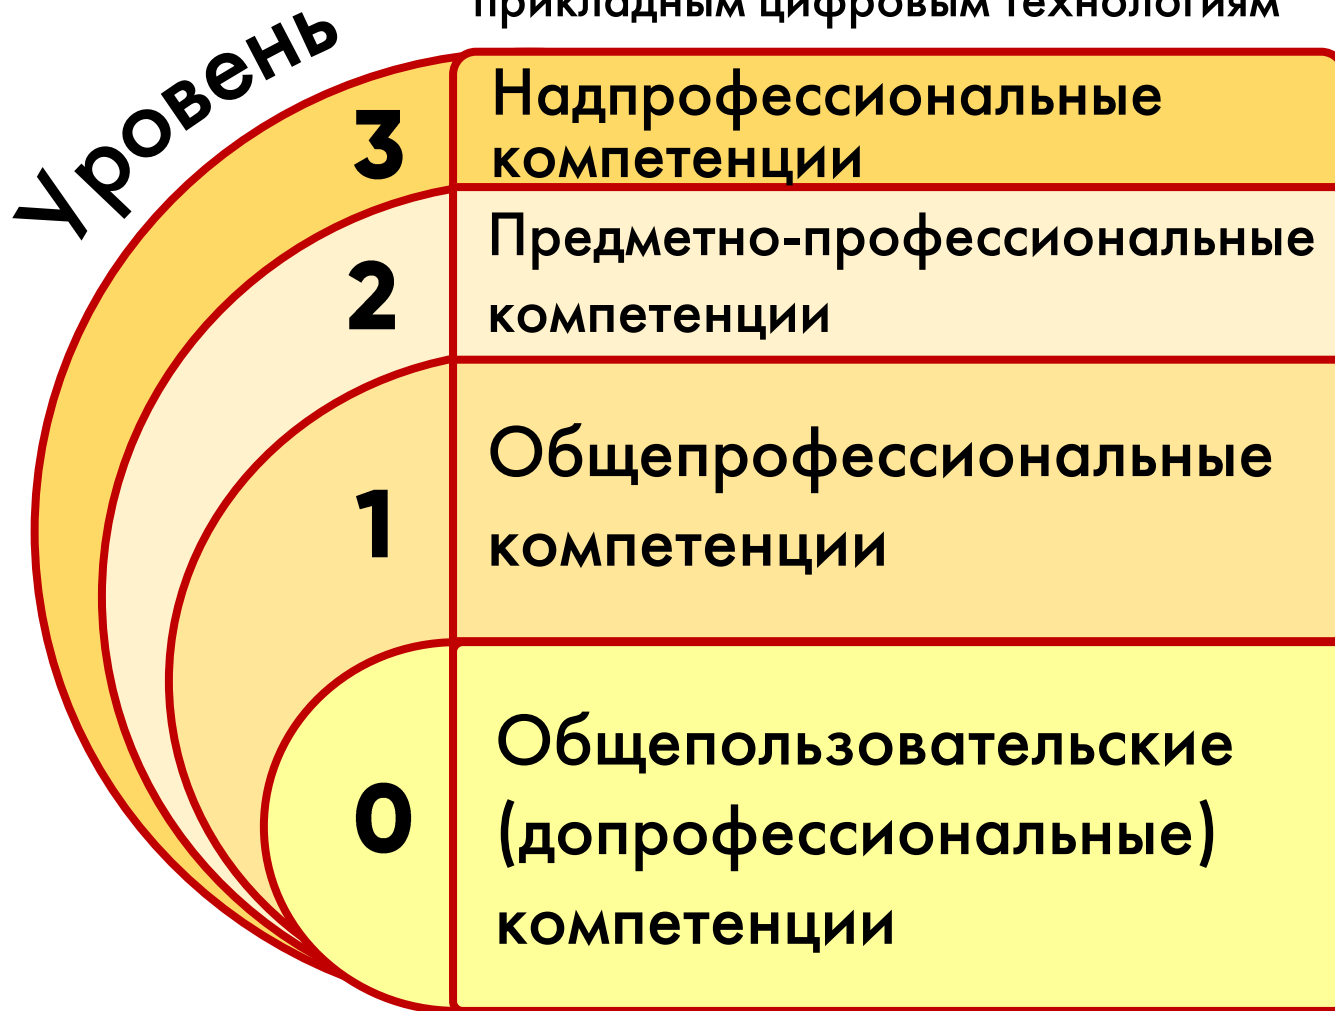 прикладным цифровым технологиям
Уровень
3
Надпрофессиональные
компетенции
2
Предметно-профессиональные
компетенции
1
Общепрофессиональные
компетенции
0
Общепользовательские
(допрофессиональные)
компетенции